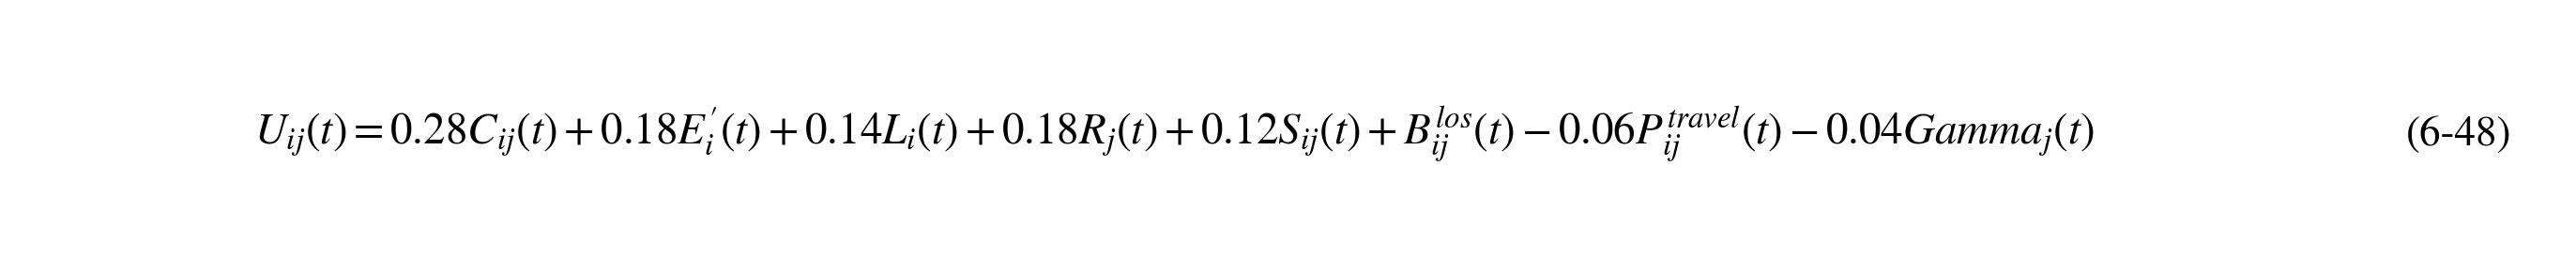 U_{ij}(t) = 0.28C_{ij}(t) + 0.18E_i^{'}(t) + 0.14L_i(t) + 0.18R_j(t) + 0.12S_{ij}(t) + B_{ij}^{los}(t) − 0.06P_{ij}^{travel}(t) − 0.04Gamma_j(t) (6-48)